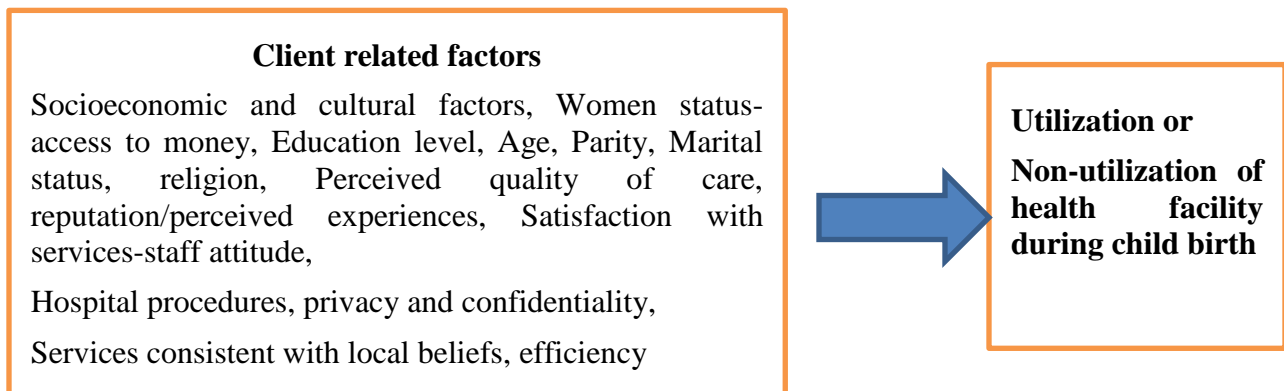 Client related factors
Socioeconomic and cultural factors, Women status-
access to money, Education level, Age, Parity, Marital
status, religion, Perceived quality of care,
reputation/perceived experiences, Satisfaction with
services-staff attitude,
Hospital procedures, privacy and confidentiality,
Services consistent with local beliefs, efficiency
Utilization or
Non-utilization of
health facility
during child birth